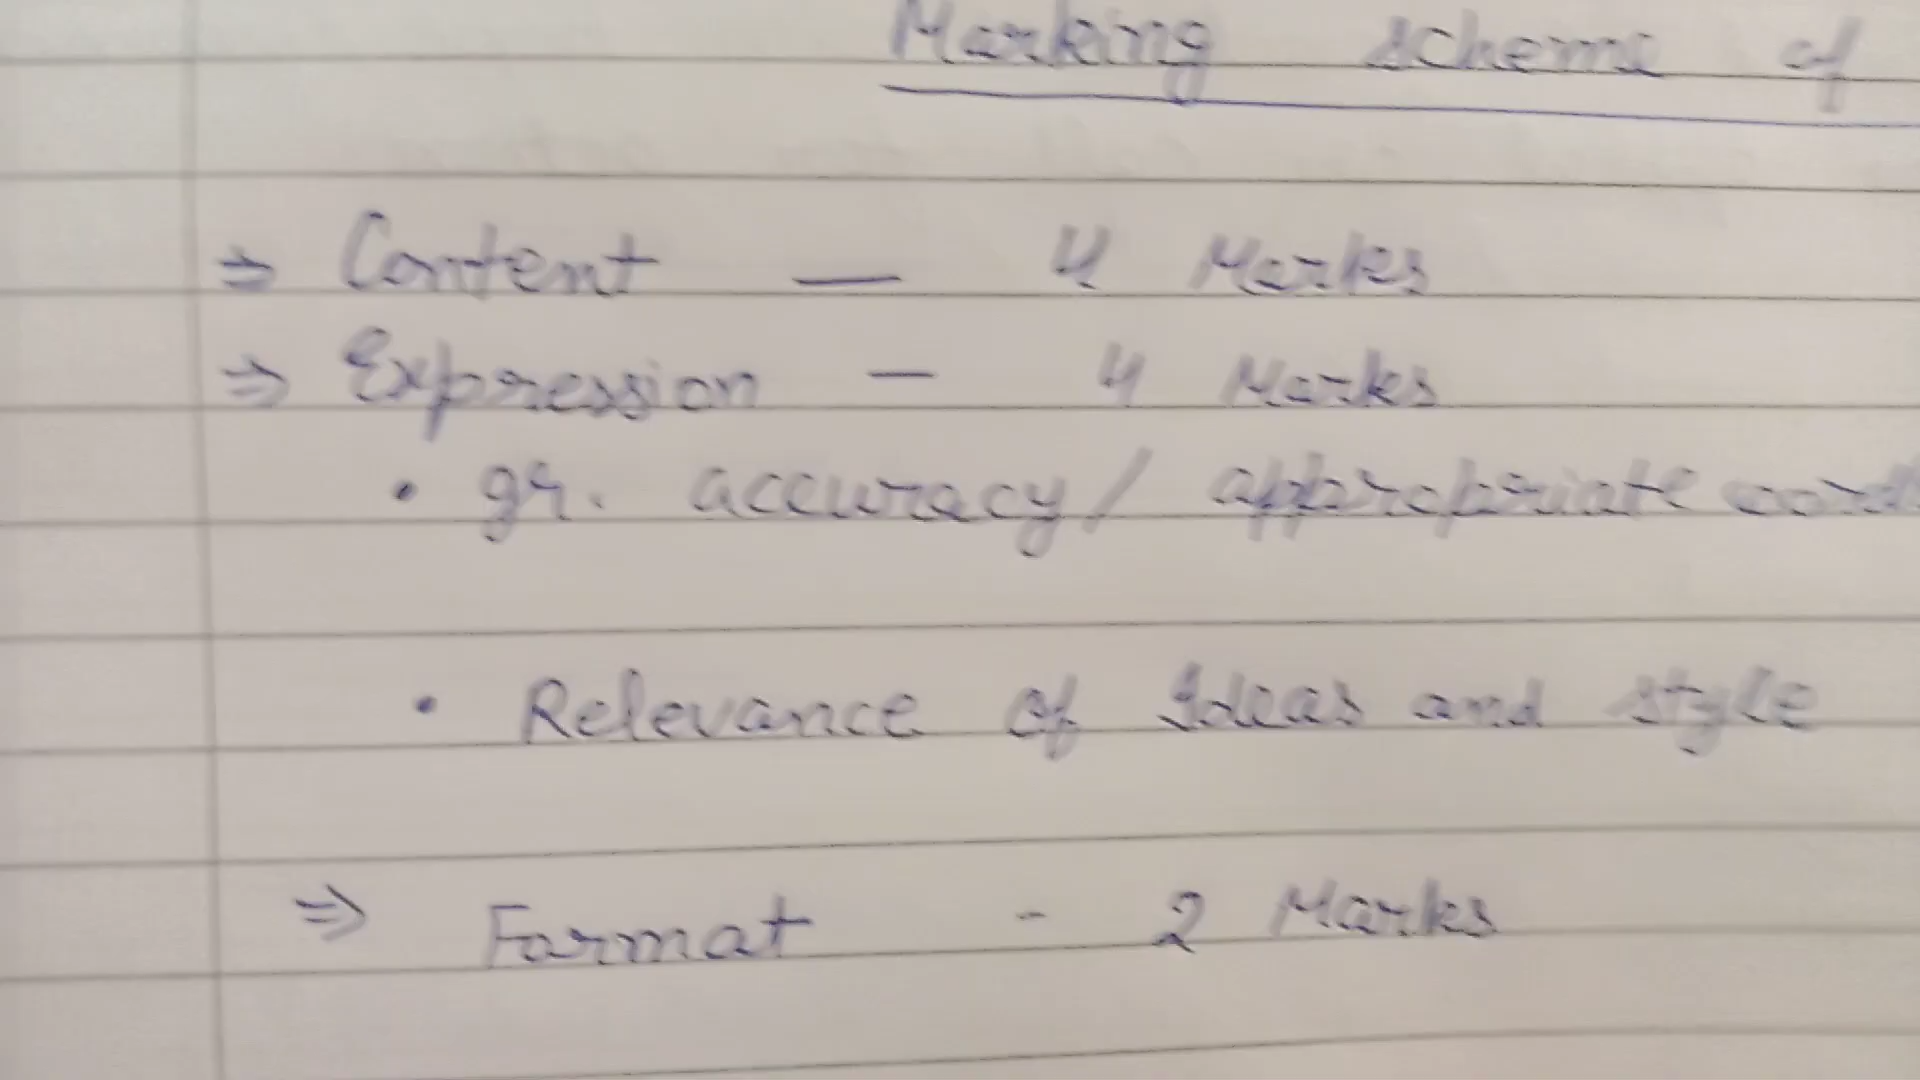 Marking scheme of
⇒ Content — 4 Marks
⇒ Expression — 4 Marks
• gr. accuracy / appropriate
• Relevance of Ideas and style
⇒ Format - 2 Marks